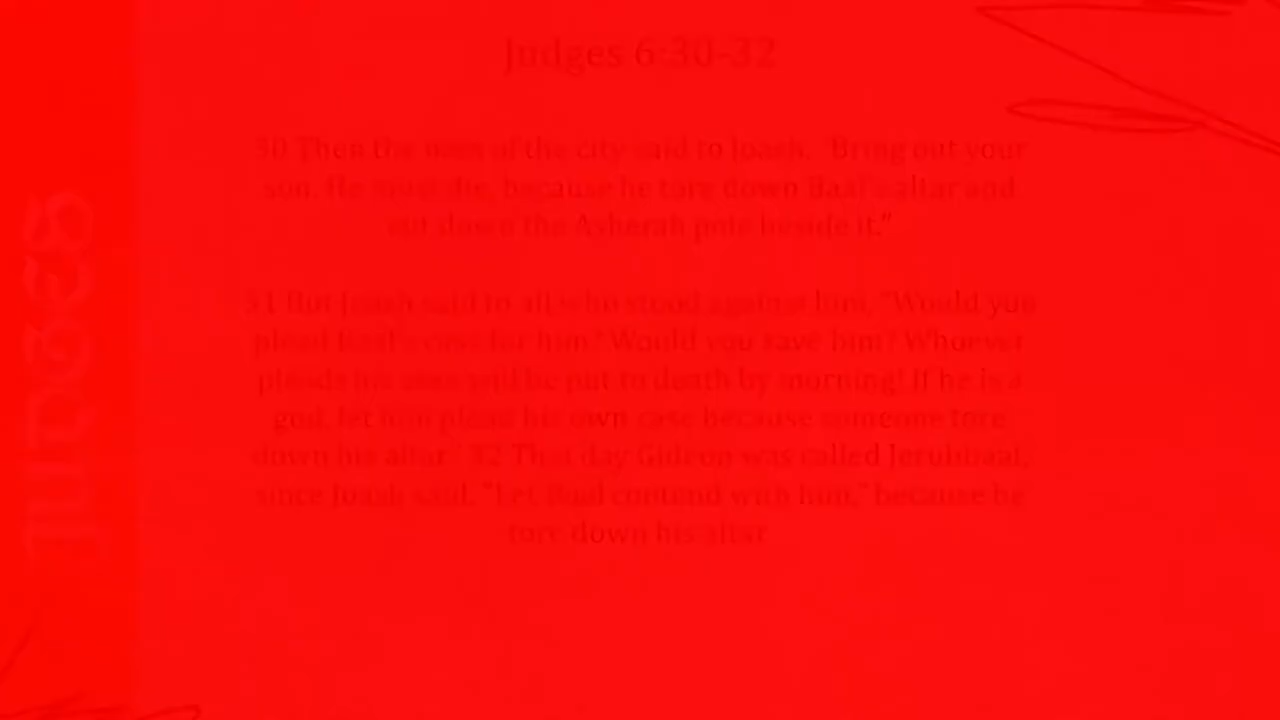 Judges 6:30-32
30 Then the men of the city said to Joash, "Bring out your
son. He must die, because he tore down Baal's altar and
cut down the Asherah pole beside it."
31 But Joash said to all who stood against him, "Would you
plead Baal's case for him? Would you save him? Whoever
pleads his case will be put to death by morning! If he is a
god, let him plead his own case because someone tore
down his altar." 32 That day Gideon was called Jerubbaal,
since Joash said, "Let Baal contend with him," because he
tore down his altar
JUDGES